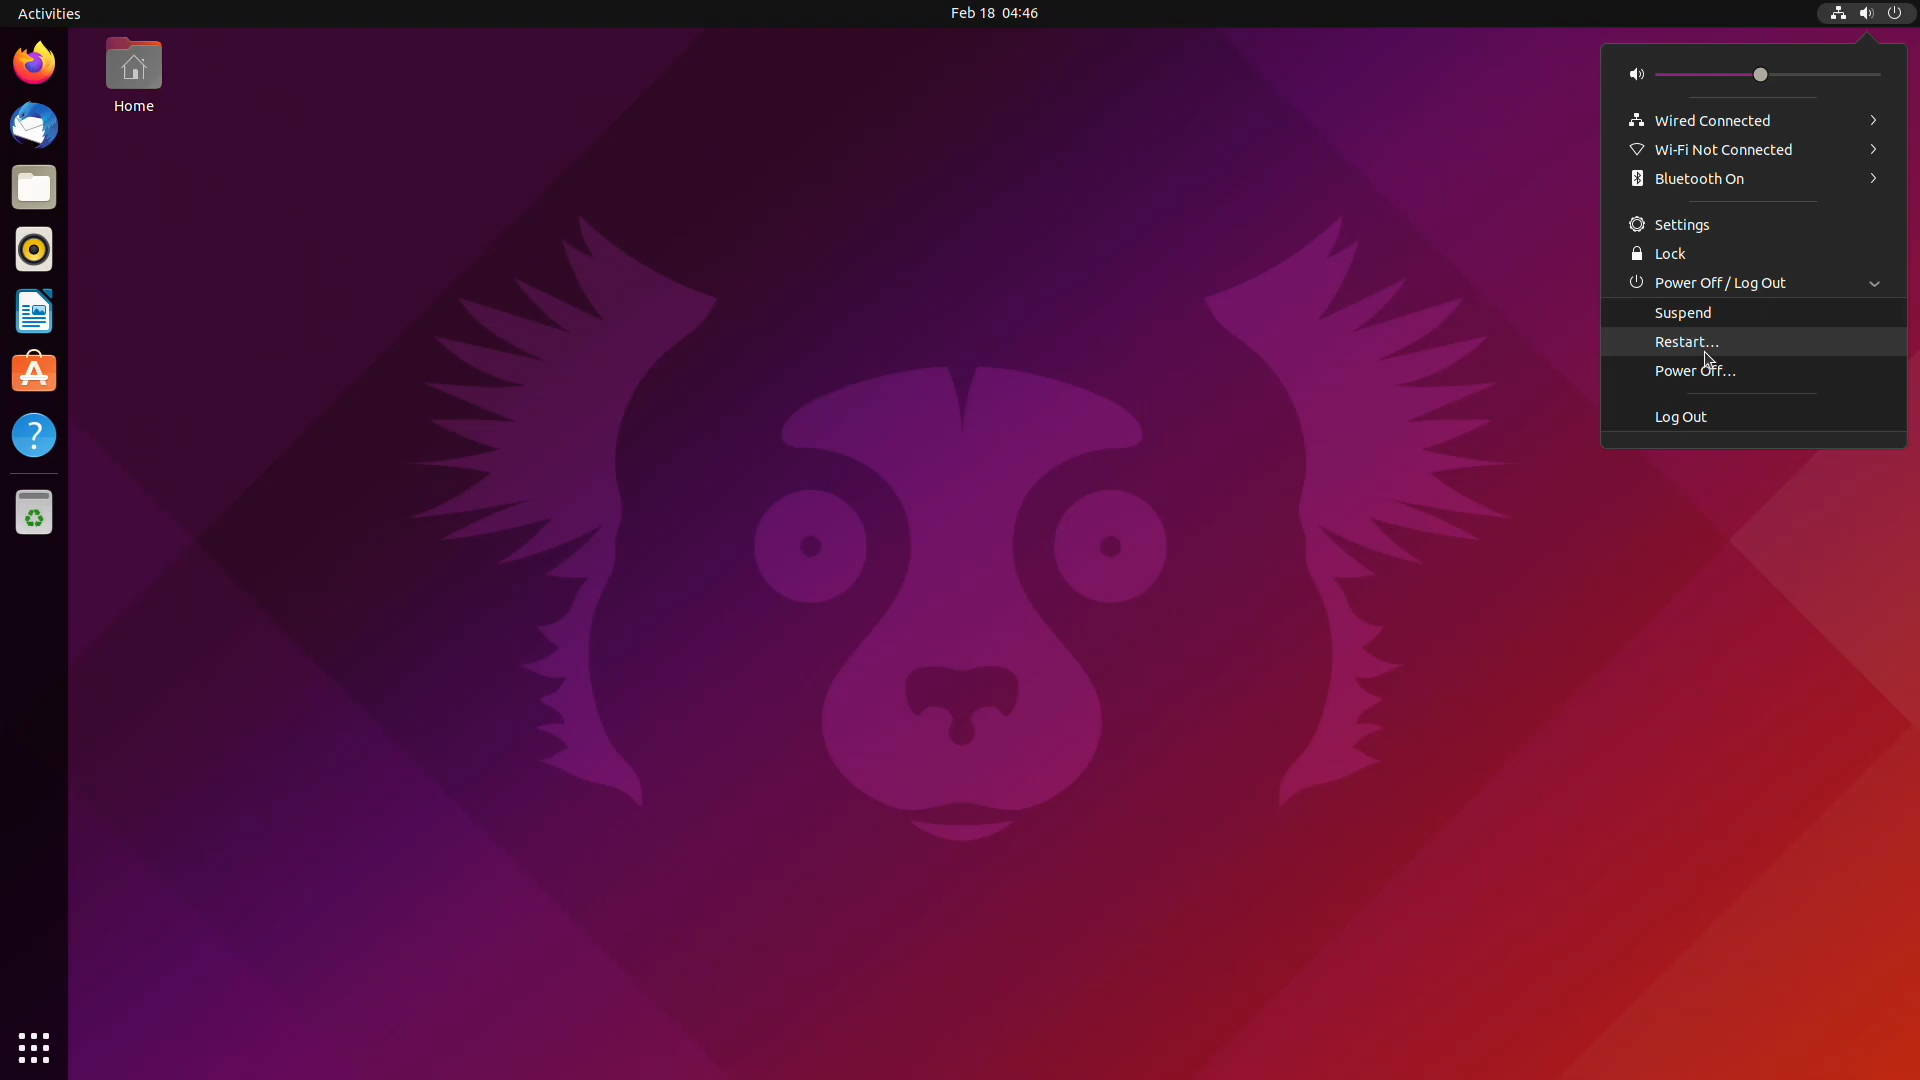 Activities
Feb 18 04:46
Home
Wired Connected
Wi-Fi Not Connected
Bluetooth On
Settings
Lock
Power Off / Log Out
Suspend
Restart...
Power Off...
Log Out